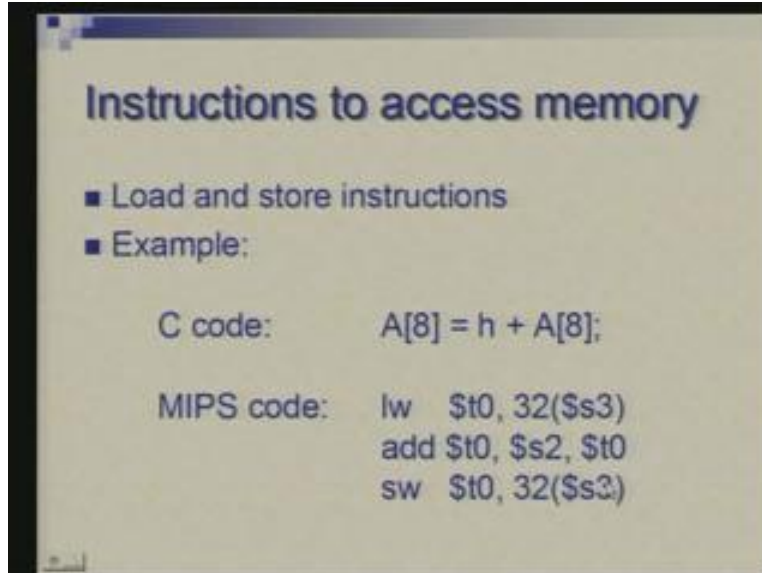 Instructions to access memory
Load and store instructions
Example:
C code: A[8] = h + A[8];
MIPS code: lw $t0, 32($s3)
add $t0, $s2, $t0
sw $t0, 32($s3)